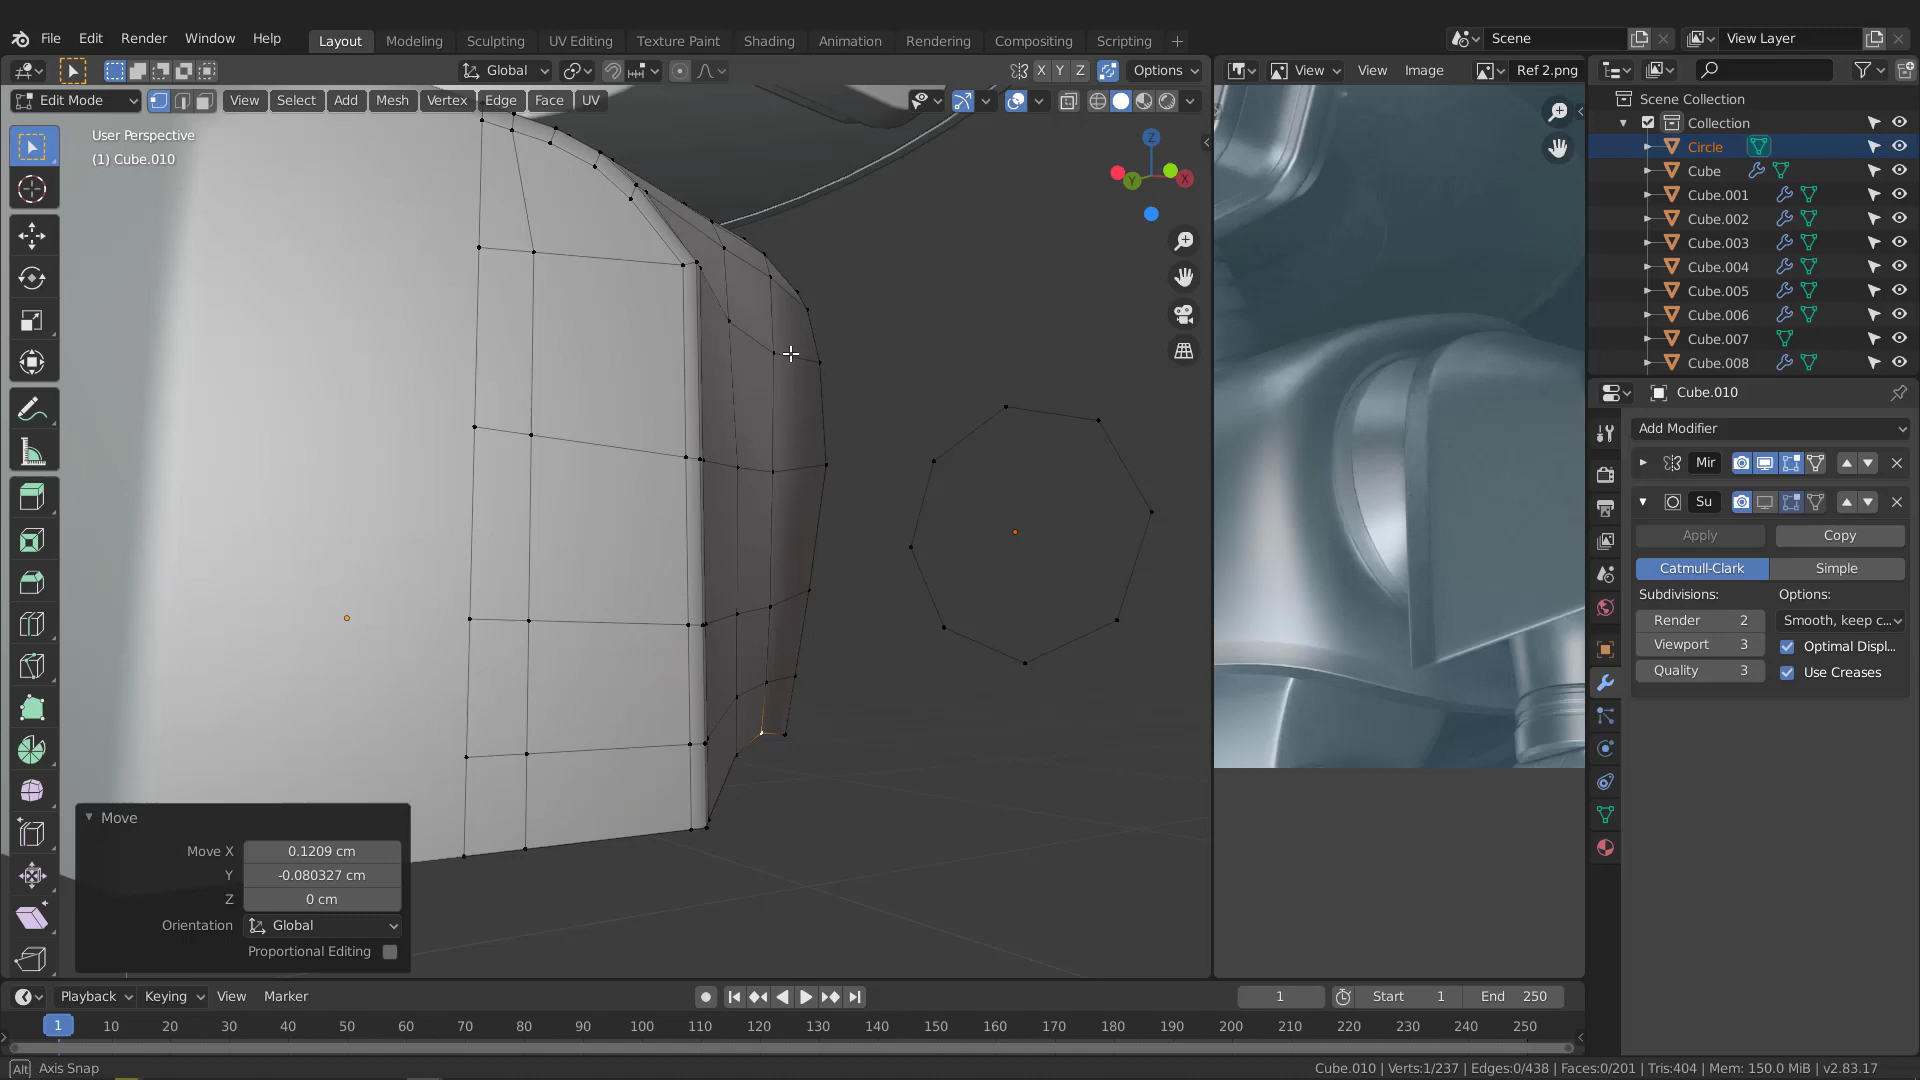 File Edit Render Window Help
Layout Modeling Sculpting UV Editing Texture Paint Shading Animation Rendering Compositing Scripting +
Scene
View Layer
Global
X Y Z
Options
View View Image Ref 2.png
Edit Mode View Select Add Mesh Vertex Edge Face UV
User Perspective
(1) Cube.010
Z
Y
X
Scene Collection
Collection
Circle
Cube
Cube.001
Cube.002
Cube.003
Cube.004
Cube.005
Cube.006
Cube.007
Cube.008
Cube.010
Add Modifier
Mir
Su
Apply Copy
Catmull-Clark Simple
Subdivisions: Options:
Render 2 Smooth, keep c...
Viewport 3 Optimal Displ...
Quality 3 Use Creases
Move
Move X 0.1209 cm
Y -0.080327 cm
Z 0 cm
Orientation Global
Proportional Editing
Playback Keying View Marker
1 Start 1 End 250
1 10 20 30 40 50 60 70 80 90 100 110 120 130 140 150 160 170 180 190 200 210 220 230 240 250
Alt Axis Snap
Cube.010 | Verts:1/237 | Edges:0/438 | Faces:0/201 | Tris:404 | Mem: 150.0 MiB | v2.83.17